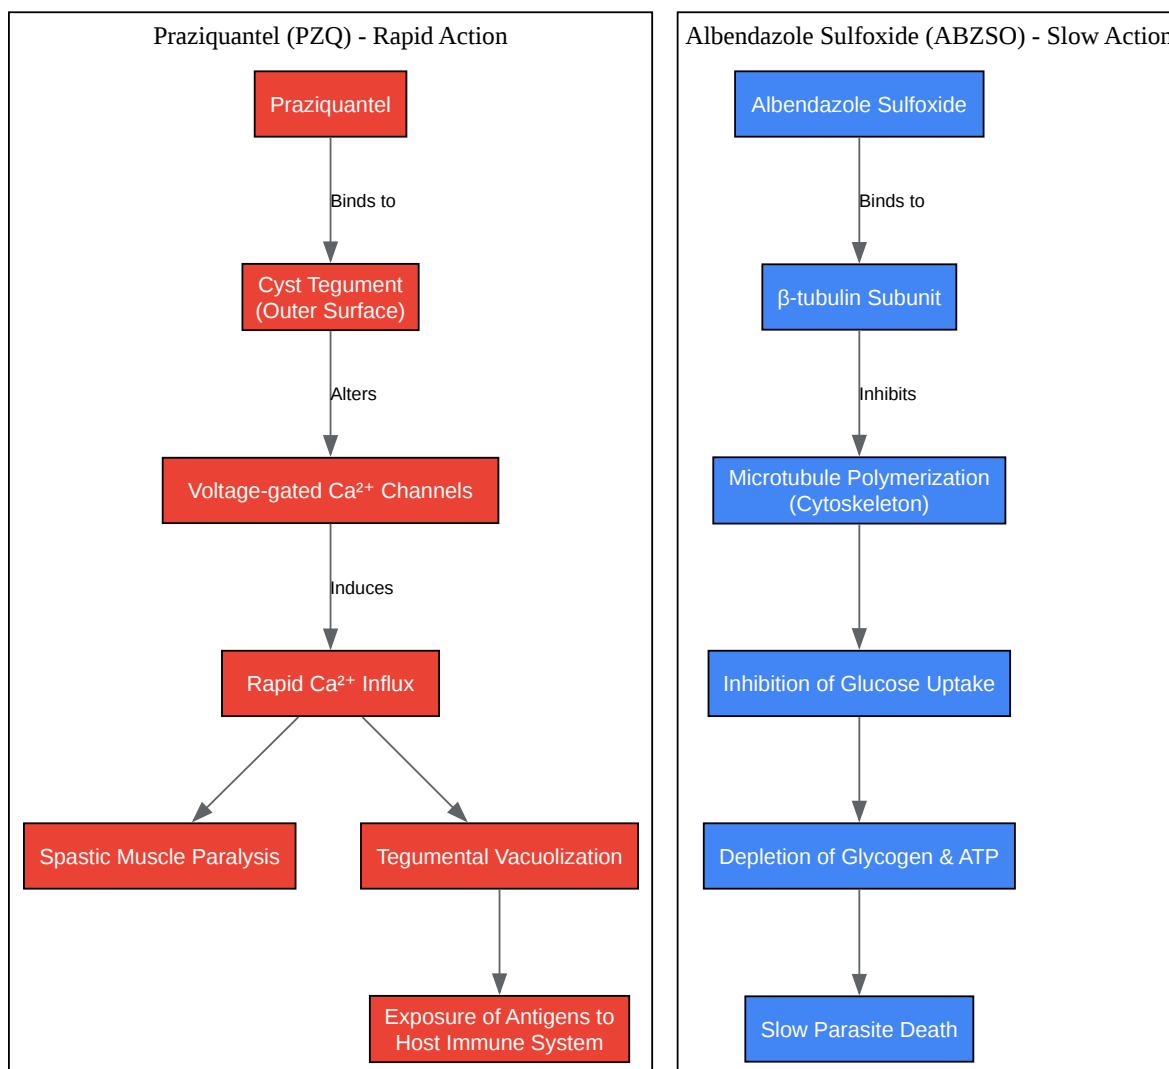 Praziquantel (PZQ) - Rapid Action
Praziquantel
Binds to
Cyst Tegument
(Outer Surface)
Alters
Voltage-gated Ca²⁺ Channels
Induces
Rapid Ca²⁺ Influx
Spastic Muscle Paralysis
Tegumental Vacuolization
Exposure of Antigens to
Host Immune System
Albendazole Sulfoxide (ABZSO) - Slow Action
Albendazole Sulfoxide
Binds to
β-tubulin Subunit
Inhibits
Microtubule Polymerization
(Cytoskeleton)
Inhibition of Glucose Uptake
Depletion of Glycogen & ATP
Slow Parasite Death